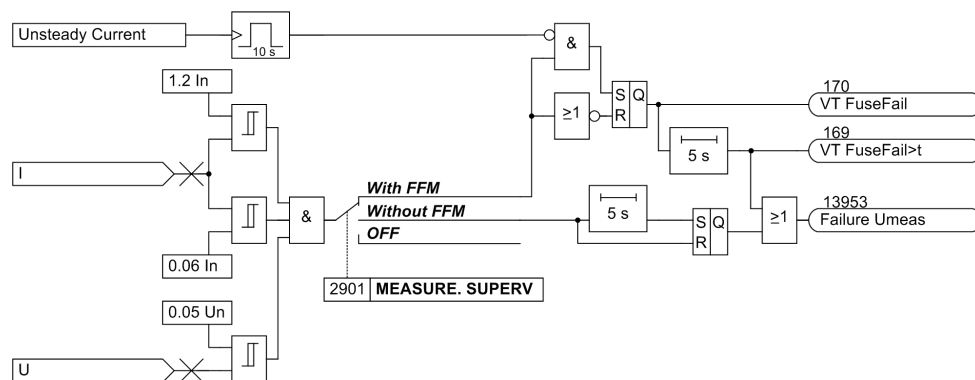 Unsteady Current
10 s
&
1.2 In
S Q
R
170
VT FuseFail
≥1
5 s
169
VT FuseFail>t
I
With FFM
Without FFM
OFF
&
5 s
S Q
R
≥1
13953
Failure Umeas
0.06 In
2901 MEASURE. SUPERV
0.05 Un
U